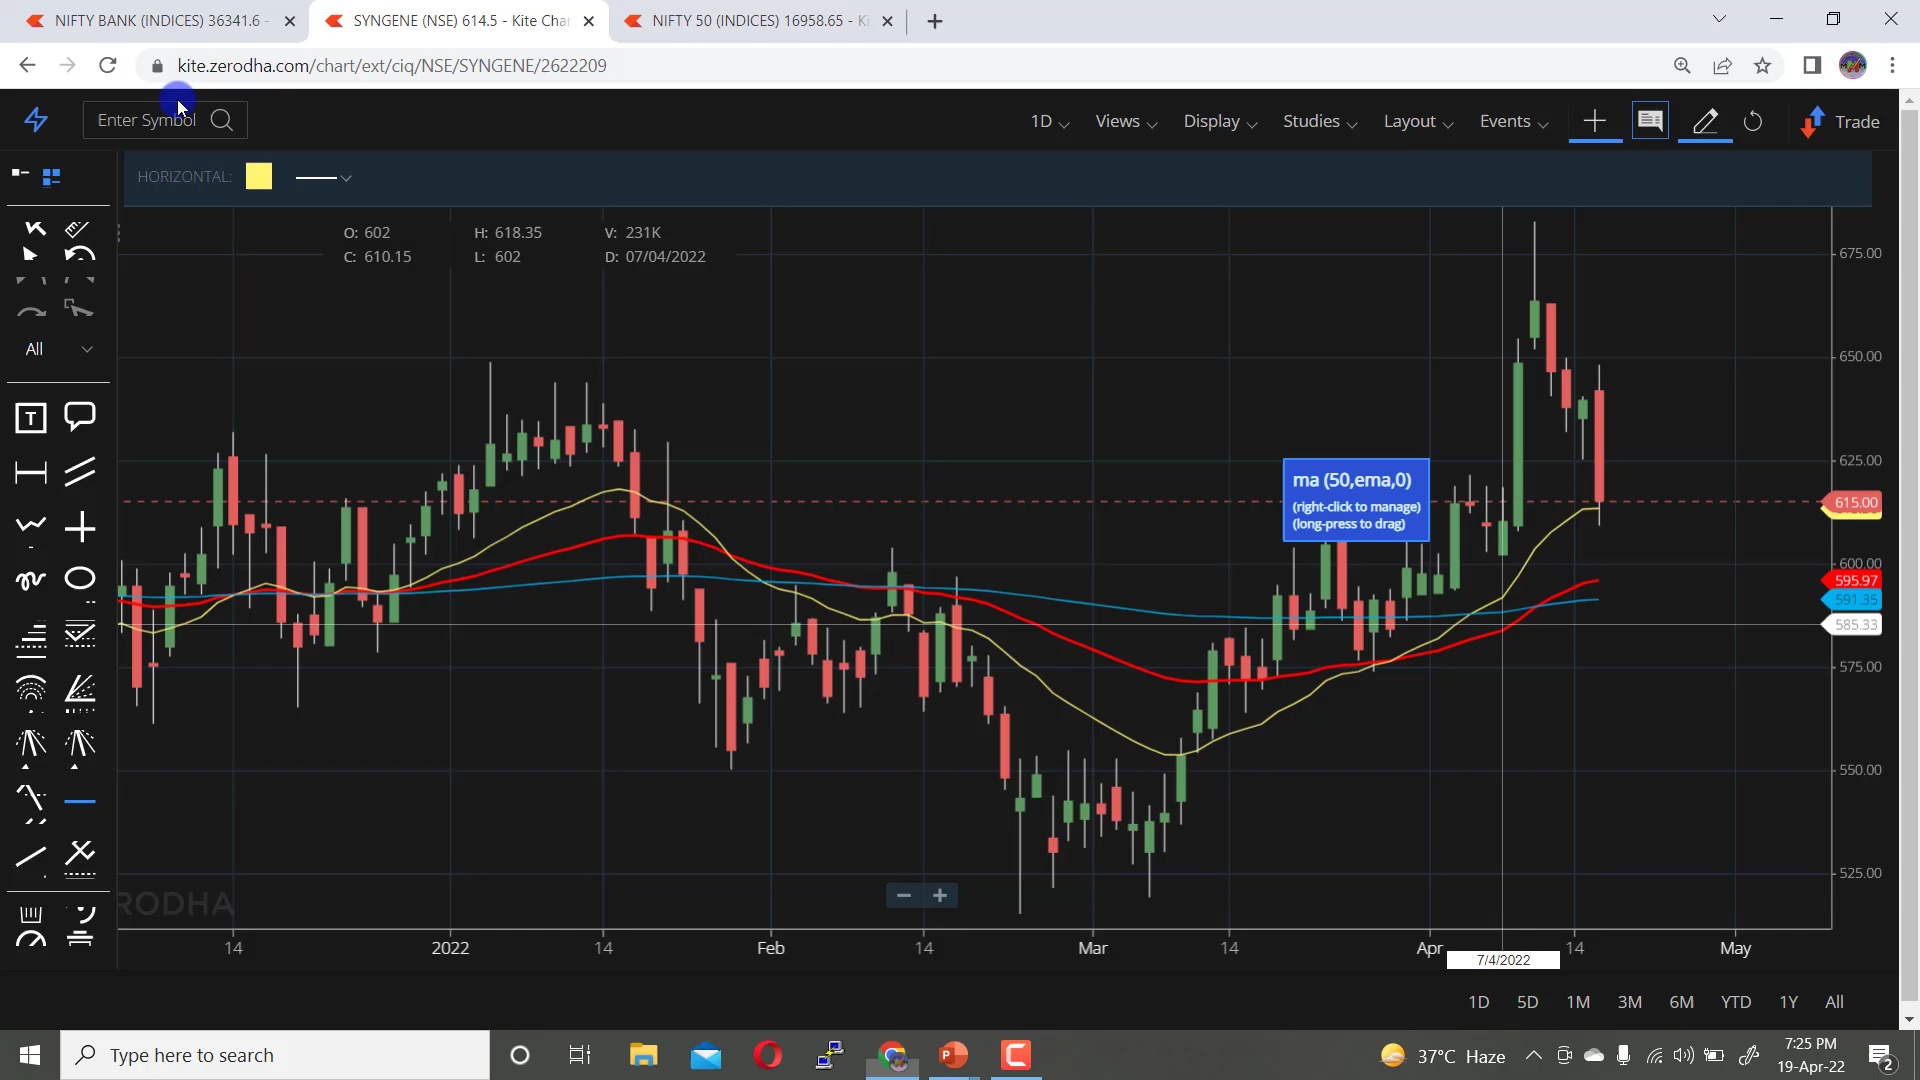 NIFTY BANK (INDICES) 36341.6 -
SYNGENE (NSE) 614.5 - Kite Char
NIFTY 50 (INDICES) 16958.65 - Ki
kite.zerodha.com/chart/ext/ciq/NSE/SYNGENE/2622209
Enter Symbol
1D
Views
Display
Studies
Layout
Events
Trade
HORIZONTAL:
O: 602
H: 618.35
V: 231K
C: 610.15
L: 602
D: 07/04/2022
All
T
ma (50,ema,0)
(right-click to manage)
(long-press to drag)
675.00
650.00
625.00
615.00
600.00
595.97
591.35
585.33
575.00
550.00
525.00
RODHA
14
2022
14
Feb
14
Mar
14
Apr
14
May
7/4/2022
1D
5D
1M
3M
6M
YTD
1Y
All
Type here to search
37°C Haze
7:25 PM
19-Apr-22
2